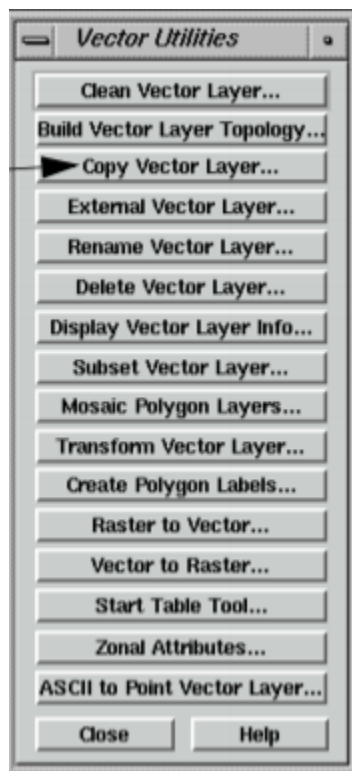 Vector Utilities
Clean Vector Layer...
Build Vector Layer Topology...
Copy Vector Layer...
External Vector Layer...
Rename Vector Layer...
Delete Vector Layer...
Display Vector Layer Info...
Subset Vector Layer...
Mosaic Polygon Layers...
Transform Vector Layer...
Create Polygon Labels...
Raster to Vector...
Vector to Raster...
Start Table Tool...
Zonal Attributes...
ASCII to Point Vector Layer...
Close Help